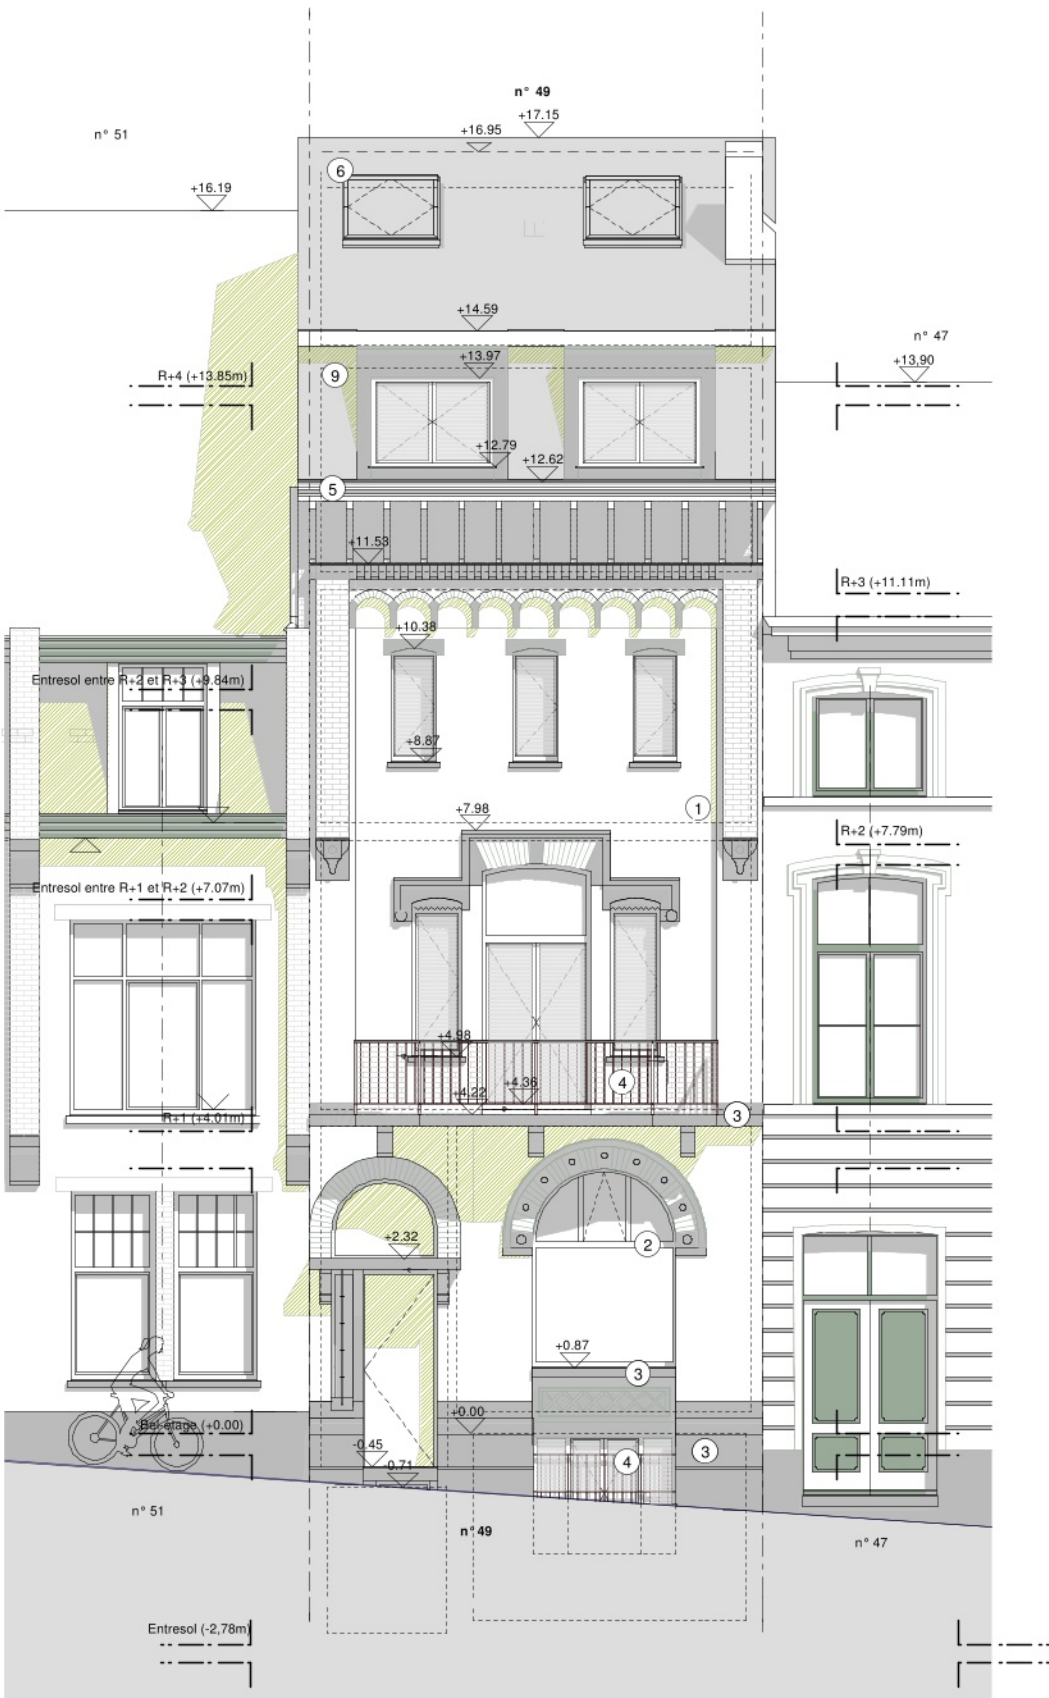 n° 49
+17.15
+16.95
n° 51
6
+16.19
+14.59
n° 47
+13.97
+13,90
R+4 (+13.85m)
9
+12.79
+12.62
5
+11.53
R+3 (+11.11m)
+10.38
Entresol entre R+2 et R+3 (+9.84m)
+8.87
1
+7.98
R+2 (+7.79m)
Entresol entre R+1 et R+2 (+7.07m)
+4.98
+4.36
4
+4.22
3
R+1 (+4.01m)
+2.32
2
+0.87
3
+0.00
Bel-étage (+0.00)
-0.45
3
-0.71
4
n° 51
n° 49
n° 47
Entresol (-2,78m)